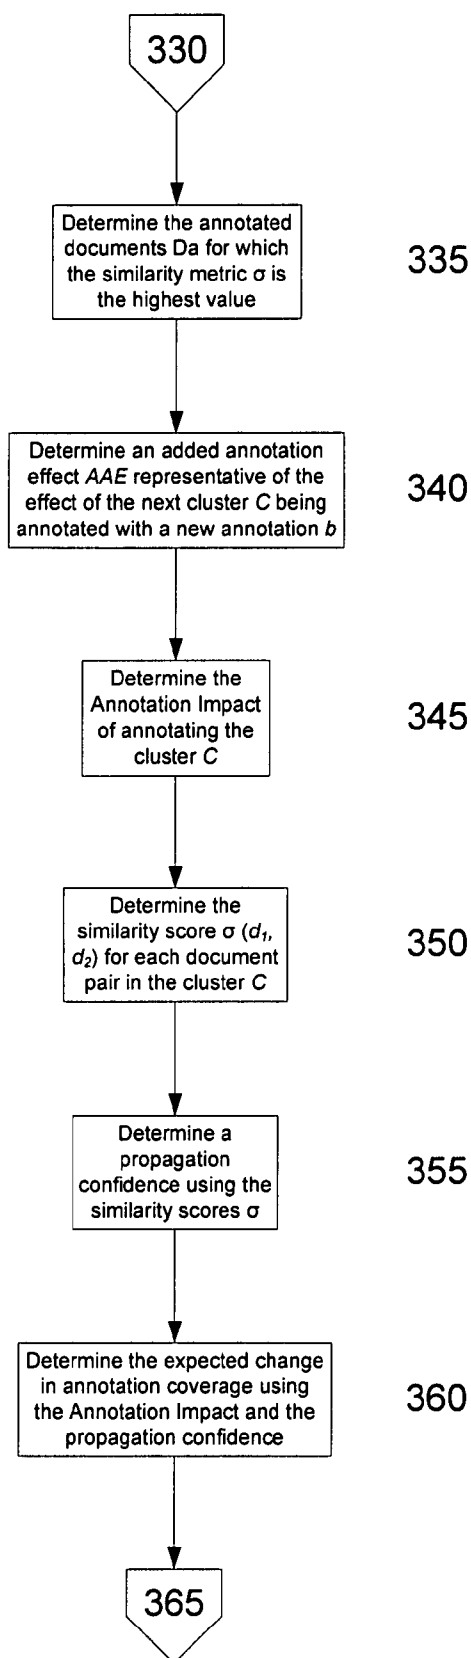 330
Determine the annotated
documents Da for which
the similarity metric σ is
the highest value
335
Determine an added annotation
effect AAE representative of the
effect of the next cluster C being
annotated with a new annotation b
340
Determine the
Annotation Impact
of annotating the
cluster C
345
Determine the
similarity score σ (d1,
d2) for each document
pair in the cluster C
350
Determine a
propagation
confidence using the
similarity scores σ
355
Determine the expected change
in annotation coverage using
the Annotation Impact and the
propagation confidence
360
365